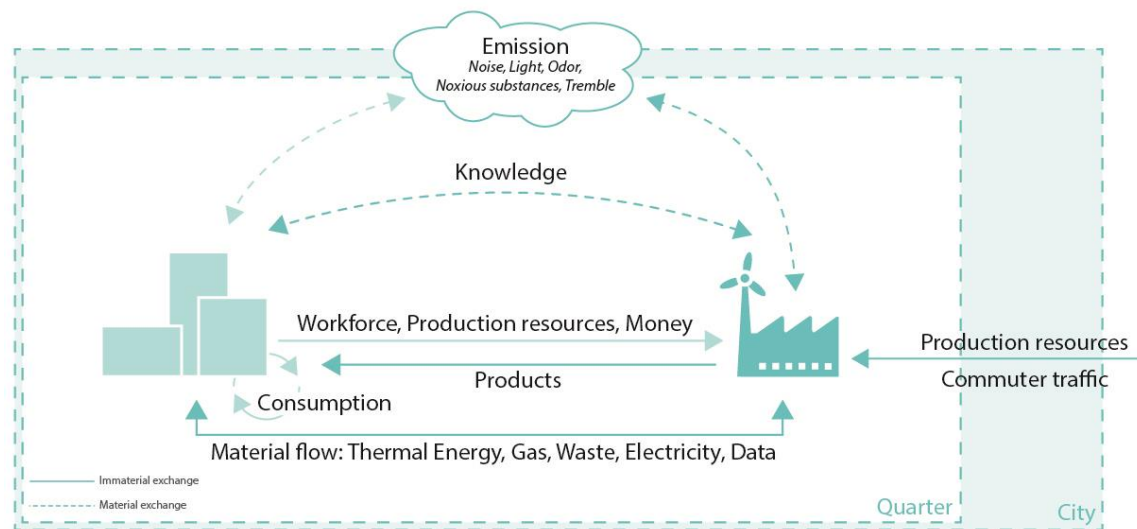 Emission
Noise, Light, Odor,
Noxious substances, Tremble
Knowledge
Workforce, Production resources, Money
Products
Consumption
Production resources
Commuter traffic
Material flow: Thermal Energy, Gas, Waste, Electricity, Data
Immaterial exchange
Material exchange
Quarter
City